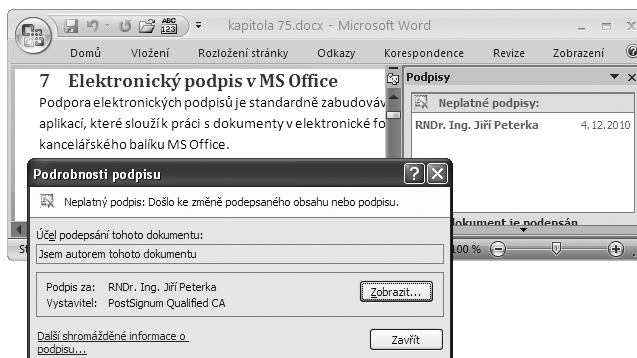 ABC
123
kapitola 75.docx - Microsoft Word
Domů Vložení Rozložení stránky Odkazy Korespondence Revize Zobrazení
7 Elektronický podpis v MS Office
Podpora elektronických podpisů je standardně zabudováv
aplikací, které slouží k práci s dokumenty v elektronické fo
kancelářského balíku MS Office.
Podpisy
Neplatné podpisy:
RNDr. Ing. Jiří Peterka 4.12.2010
dokument je podepsán
100 %
Podrobnosti podpisu
Neplatný podpis: Došlo ke změně podepsaného obsahu nebo podpisu.
Účel podepsání tohoto dokumentu:
Jsem autorem tohoto dokumentu
Podpis za: RNDr. Ing. Jiří Peterka
Vystavitel: PostSignum Qualified CA
Zobrazit...
Další shromážděné informace o
podpisu...
Zavřít